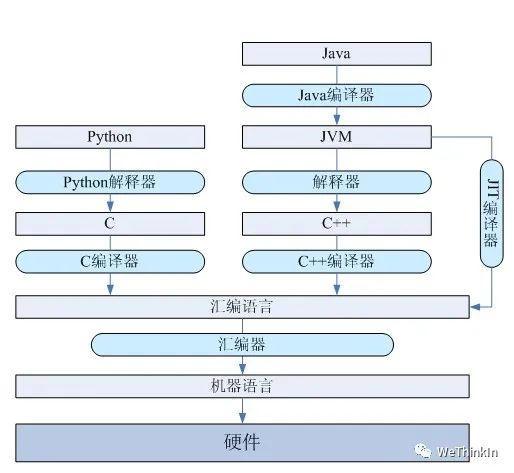 Java
Java编译器
Python
JVM
Python解释器
解释器
JIT编译器
C
C++
C编译器
C++编译器
汇编语言
汇编器
机器语言
硬件
WeThinkIn